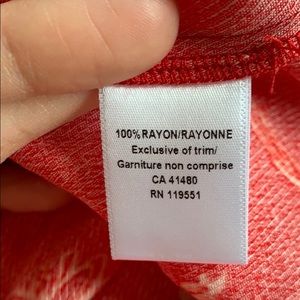 100% RAYON/RAYONNE
Exclusive of trim/
Garniture non comprise
CA 41480
RN 119551